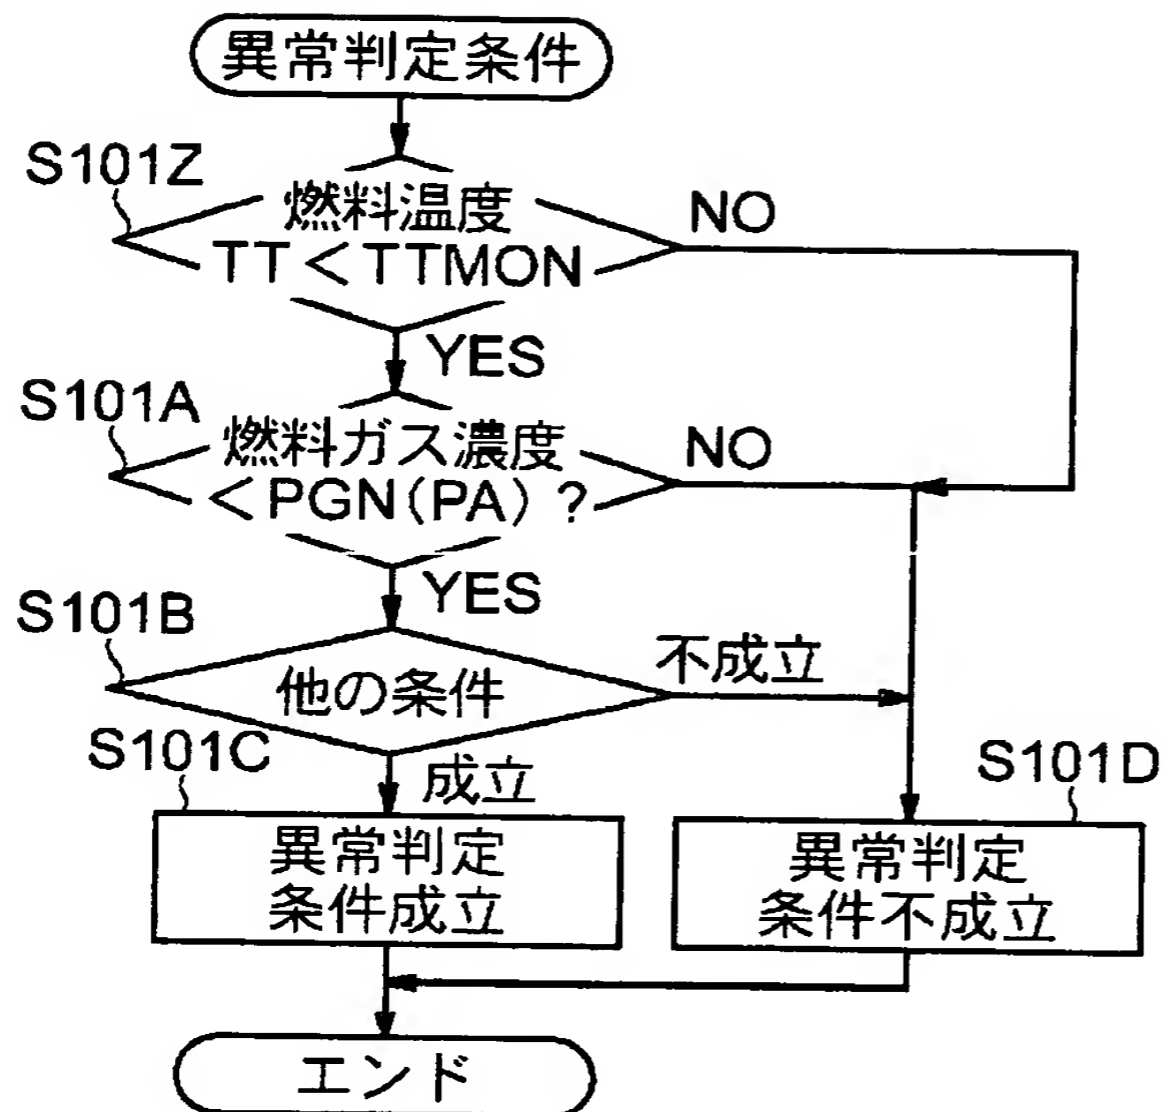 異常判定条件
S101Z
燃料温度
TT<TTMON
NO
YES
S101A
燃料ガス濃度
<PGN(PA)?
NO
YES
S101B
他の条件
不成立
S101C
成立
S101D
異常判定
条件成立
異常判定
条件不成立
エンド